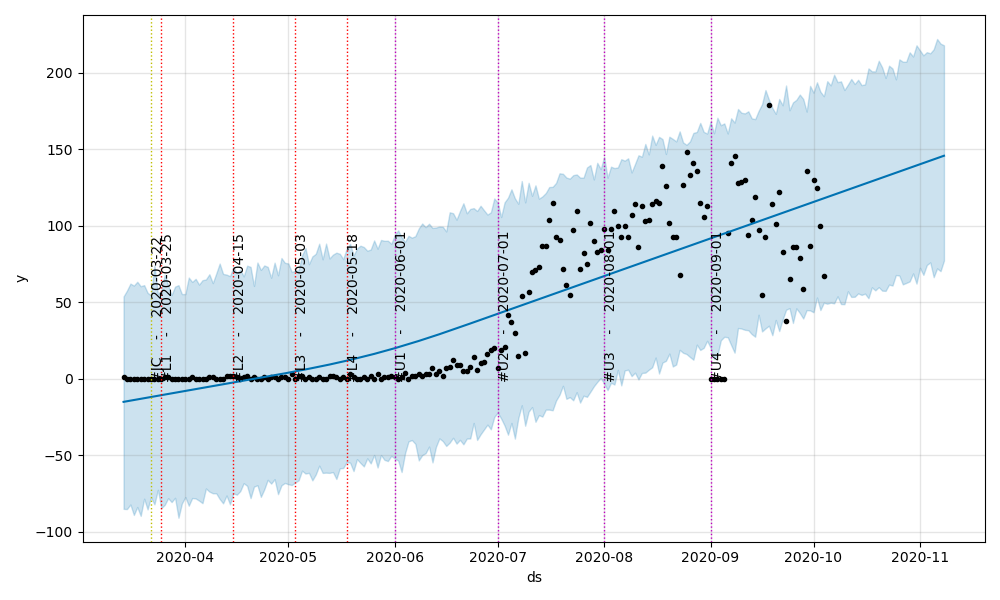 200
150
100
50
0
−50
−100
y
#JC - 2020-03-22
#L1 - 2020-03-25
#L2 - 2020-04-15
#L3 - 2020-05-03
#L4 - 2020-05-18
#U1 - 2020-06-01
#U2 - 2020-07-01
#U3 - 2020-08-01
#U4 - 2020-09-01
2020-04 2020-05 2020-06 2020-07 2020-08 2020-09 2020-10 2020-11
ds